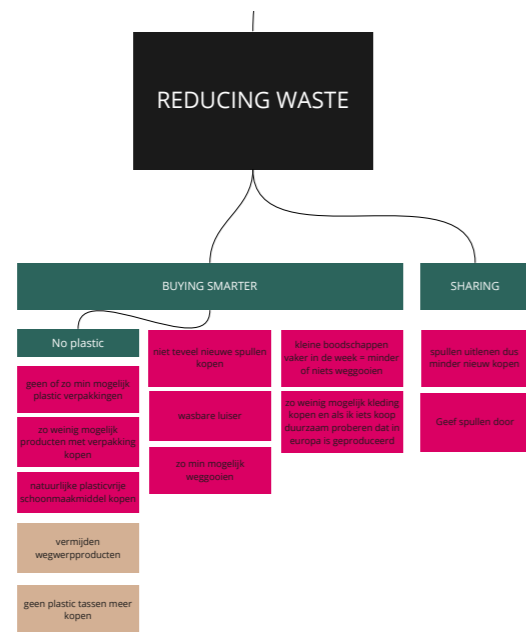 REDUCING WASTE
BUYING SMARTER
SHARING
No plastic
geen of zo min mogelijk
plastic verpakkingen
zo weinig mogelijk
producten met verpakking
kopen
natuurlijke plasticvrije
schoonmaakmiddel kopen
vermijden
wegwerpproducten
geen plastic tassen meer
kopen
niet teveel nieuwe spullen
kopen
wasbare luiser
zo min mogelijk
weggooien
kleine boodschappen
vaker in de week = minder
of niets weggooien
zo weinig mogelijk kleding
kopen en als ik iets koop
duurzaam proberen dat in
europa is geproduceerd
spullen uitlenen dus
minder nieuw kopen
Geef spullen door